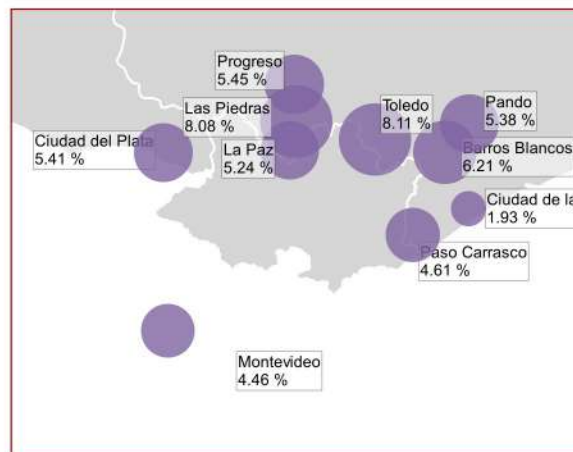 Progreso
5.45 %
Las Piedras
8.08 %
Toledo
8.11 %
Pando
5.38 %
Ciudad del Plata
5.41 %
La Paz
5.24 %
Barros Blancos
6.21 %
Ciudad de la
1.93 %
Paso Carrasco
4.61 %
Montevideo
4.46 %